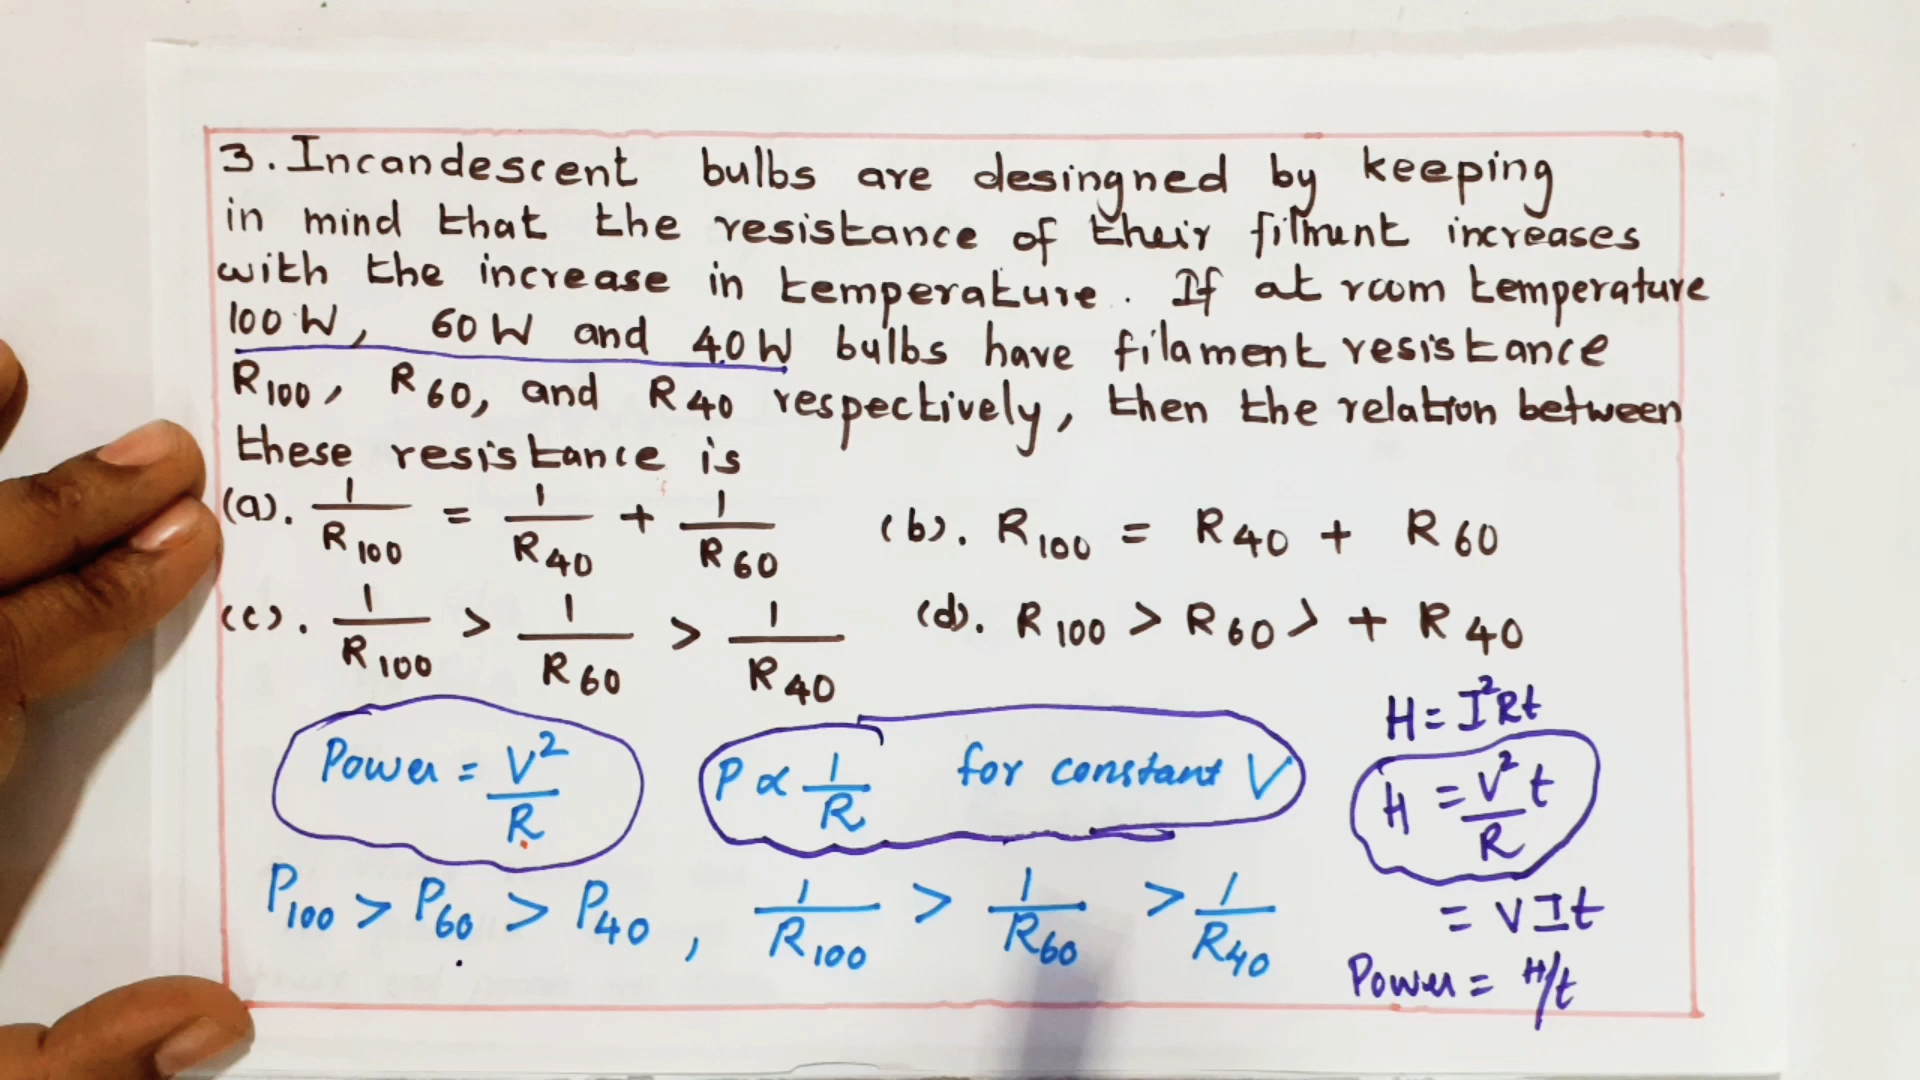 3. Incandescent bulbs are desingned by keeping
in mind that the resistance of their filment increases
with the increase in temperature. If at room temperature
100 W, 60 W and 40 W bulbs have filament resistance
R100, R60, and R40 respectively, then the relation between
these resistance is
(a). 1/R100 = 1/R40 + 1/R60 (b). R100 = R40 + R60
(c). 1/R100 > 1/R60 > 1/R40 (d). R100 > R60 > + R40
H = I²Rt
Power = V²/R P ∝ 1/R for constant V H = V²/R t
P100 > P60 > P40, 1/R100 > 1/R60 > 1/R40 = VIt
Power = H/t